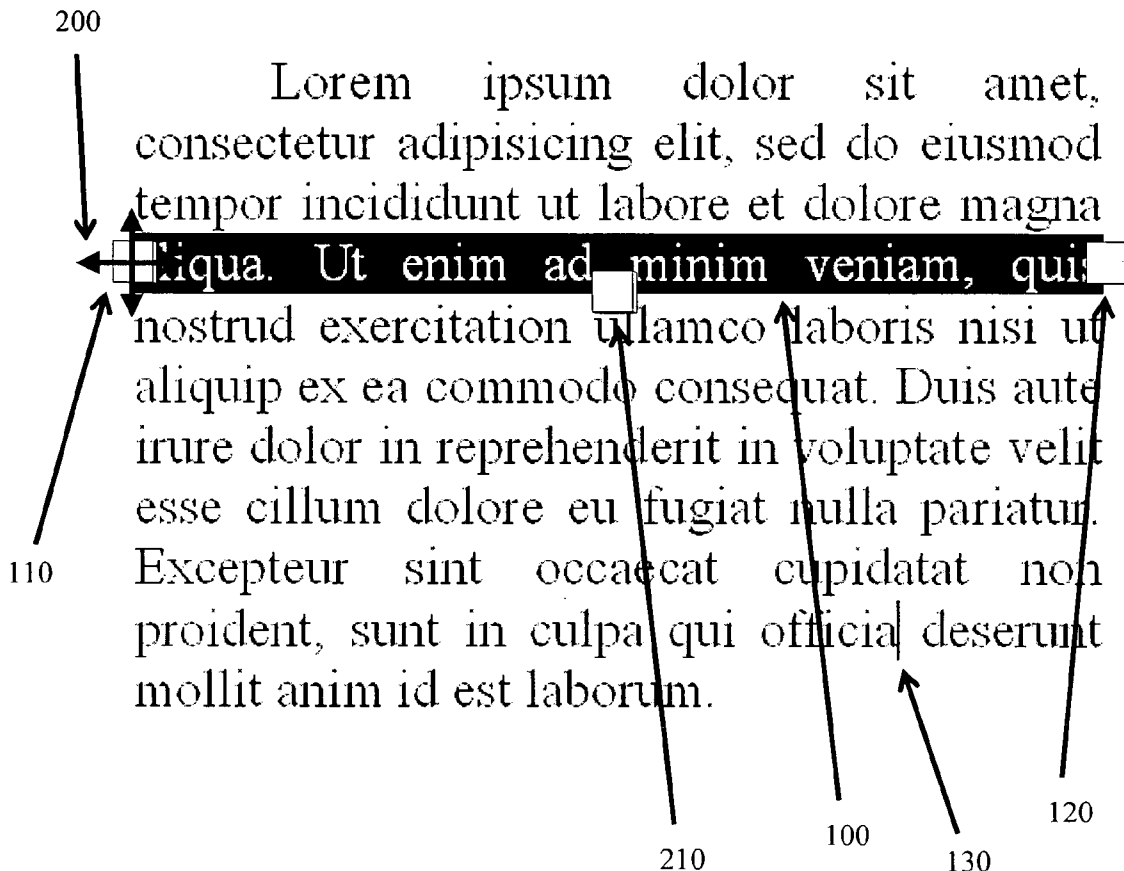 200
Lorem ipsum dolor sit amet,
consectetur adipisicing elit, sed do eiusmod
tempor incididunt ut labore et dolore magna
liqua. Ut enim ad minim veniam, quis
nostrud exercitation ullamco laboris nisi ut
aliquip ex ea commodo consequat. Duis aute
irure dolor in reprehenderit in voluptate velit
esse cillum dolore eu fugiat nulla pariatur.
Excepteur sint occaecat cupidatat non
proident, sunt in culpa qui officia deserunt
mollit anim id est laborum.
110
120
100
130
210